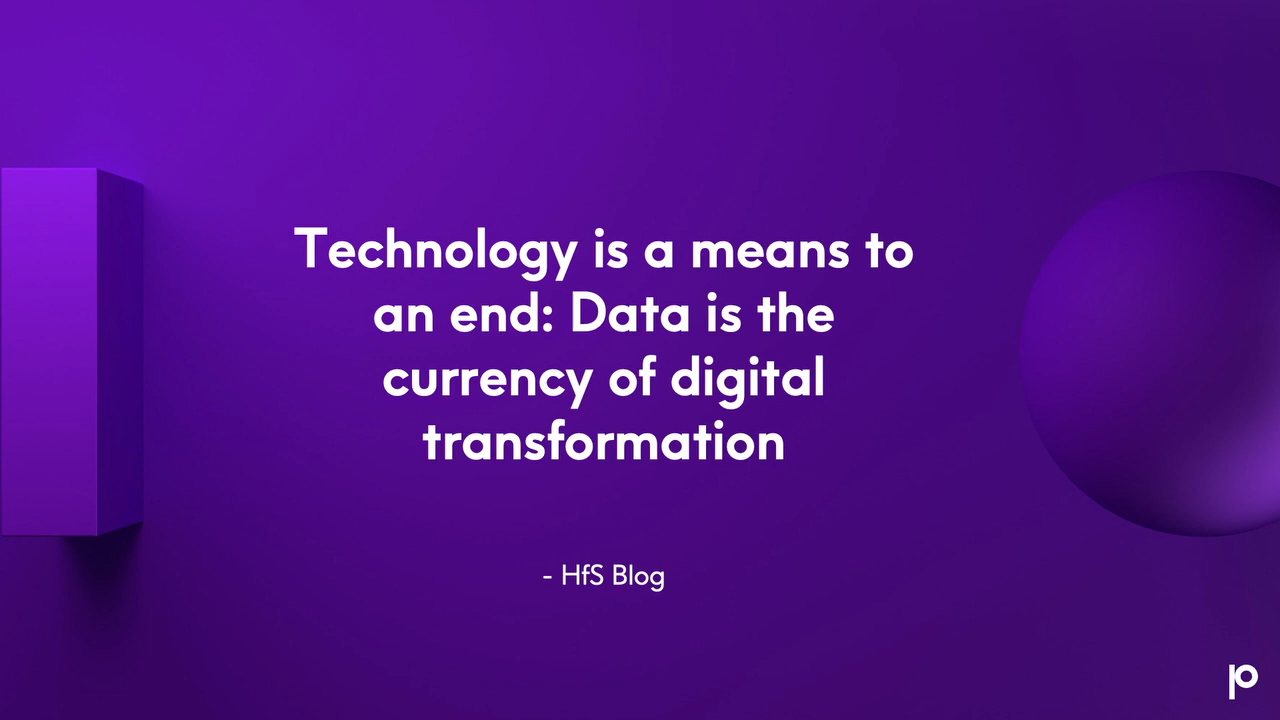 Technology is a means to
an end: Data is the
currency of digital
transformation
- HfS Blog